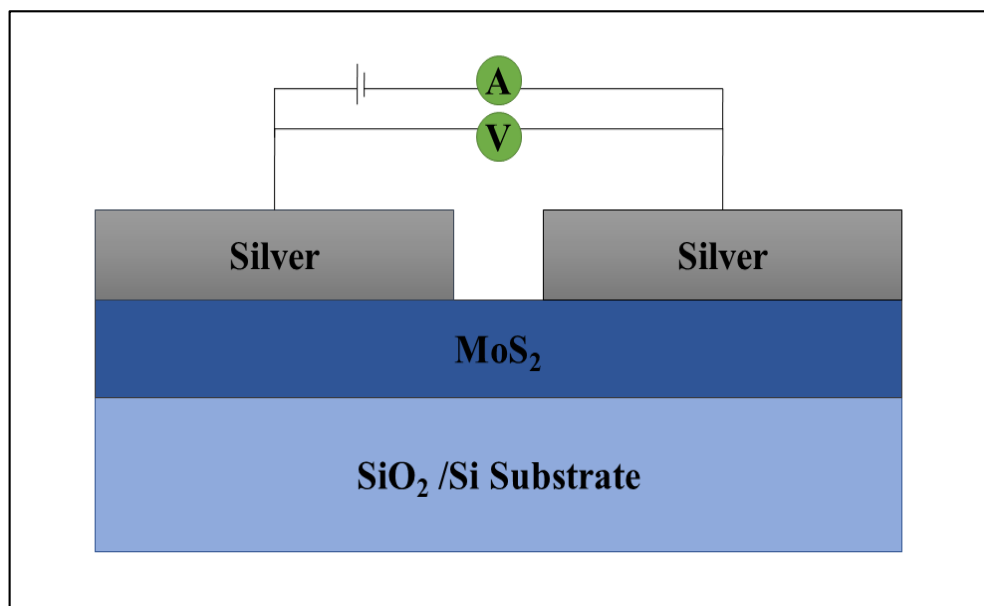 A
V
Silver
Silver
MoS₂
SiO₂ /Si Substrate